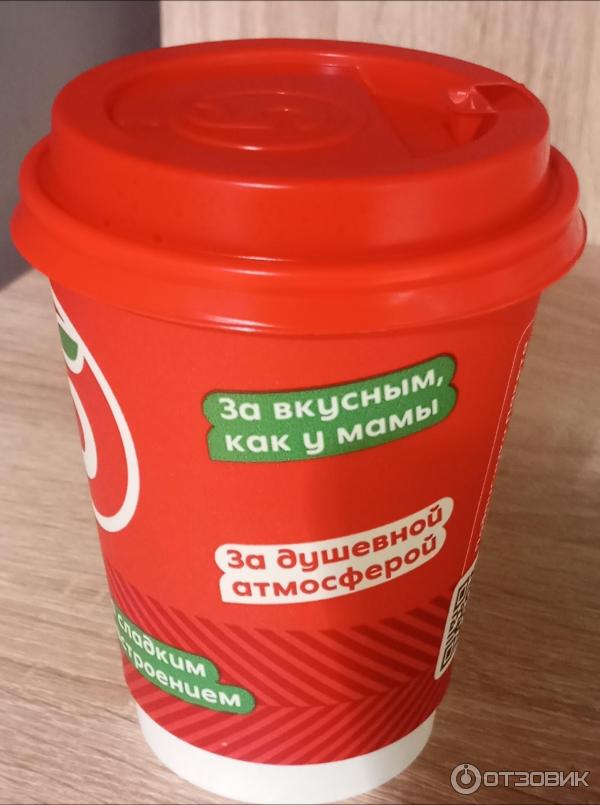 За вкусным,
как у мамы
За душевной
атмосферой
сладким
строением
ОТЗОВИК